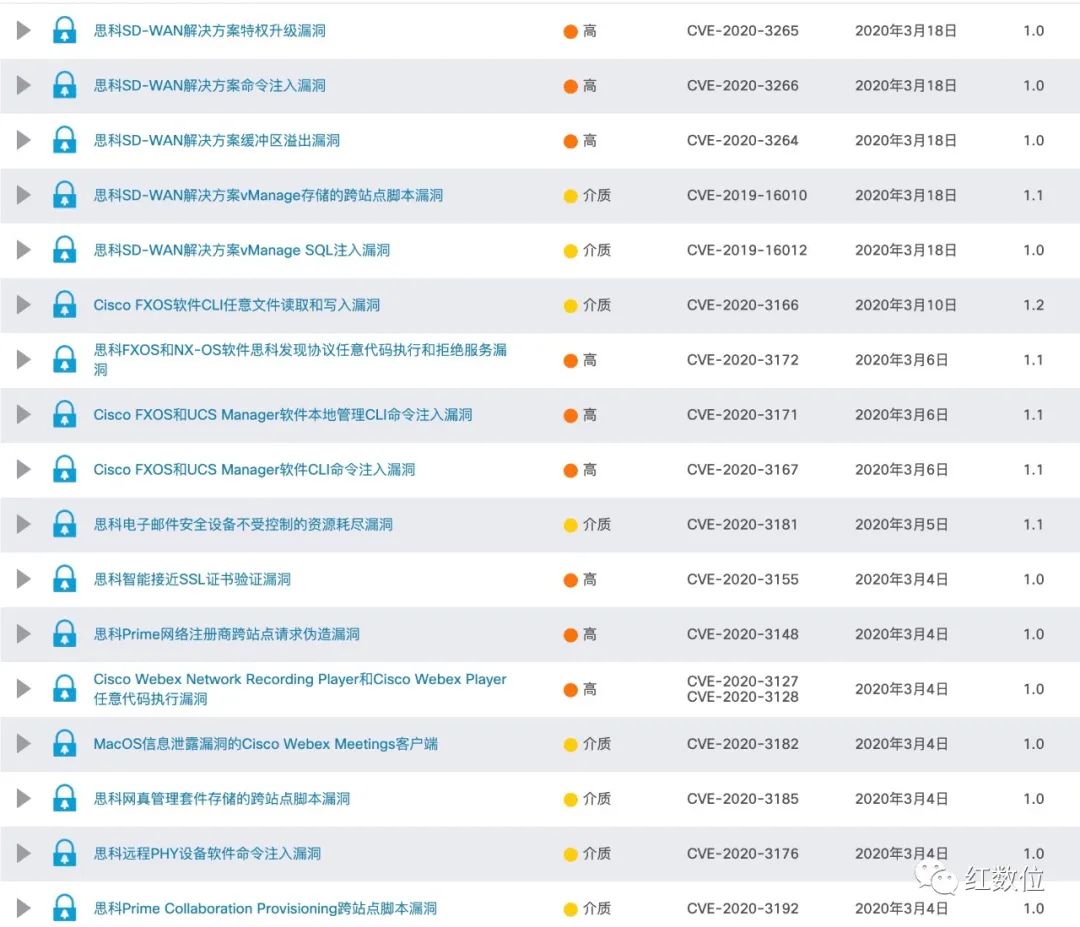 思科SD-WAN解决方案特权升级漏洞 高 CVE-2020-3265 2020年3月18日 1.0
思科SD-WAN解决方案命令注入漏洞 高 CVE-2020-3266 2020年3月18日 1.0
思科SD-WAN解决方案缓冲区溢出漏洞 高 CVE-2020-3264 2020年3月18日 1.0
思科SD-WAN解决方案vManage存储的跨站点脚本漏洞 介质 CVE-2019-16010 2020年3月18日 1.1
思科SD-WAN解决方案vManage SQL注入漏洞 介质 CVE-2019-16012 2020年3月18日 1.0
Cisco FXOS软件CLI任意文件读取和写入漏洞 介质 CVE-2020-3166 2020年3月10日 1.2
思科FXOS和NX-OS软件思科发现协议任意代码执行和拒绝服务漏
洞 高 CVE-2020-3172 2020年3月6日 1.1
Cisco FXOS和UCS Manager软件本地管理CLI命令注入漏洞 高 CVE-2020-3171 2020年3月6日 1.1
Cisco FXOS和UCS Manager软件CLI命令注入漏洞 高 CVE-2020-3167 2020年3月6日 1.1
思科电子邮件安全设备不受控制的资源耗尽漏洞 介质 CVE-2020-3181 2020年3月5日 1.1
思科智能接近SSL证书验证漏洞 高 CVE-2020-3155 2020年3月4日 1.0
思科Prime网络注册商跨站点请求伪造漏洞 高 CVE-2020-3148 2020年3月4日 1.0
Cisco Webex Network Recording Player和Cisco Webex Player 高 CVE-2020-3127 2020年3月4日 1.0
任意代码执行漏洞 CVE-2020-3128
MacOS信息泄露漏洞的Cisco Webex Meetings客户端 介质 CVE-2020-3182 2020年3月4日 1.0
思科网真管理套件存储的跨站点脚本漏洞 介质 CVE-2020-3185 2020年3月4日 1.0
思科远程PHY设备软件命令注入漏洞 介质 CVE-2020-3176 2020年3月4日 1.0
红数位
思科Prime Collaboration Provisioning跨站点脚本漏洞 介质 CVE-2020-3192 2020年3月4日 1.0